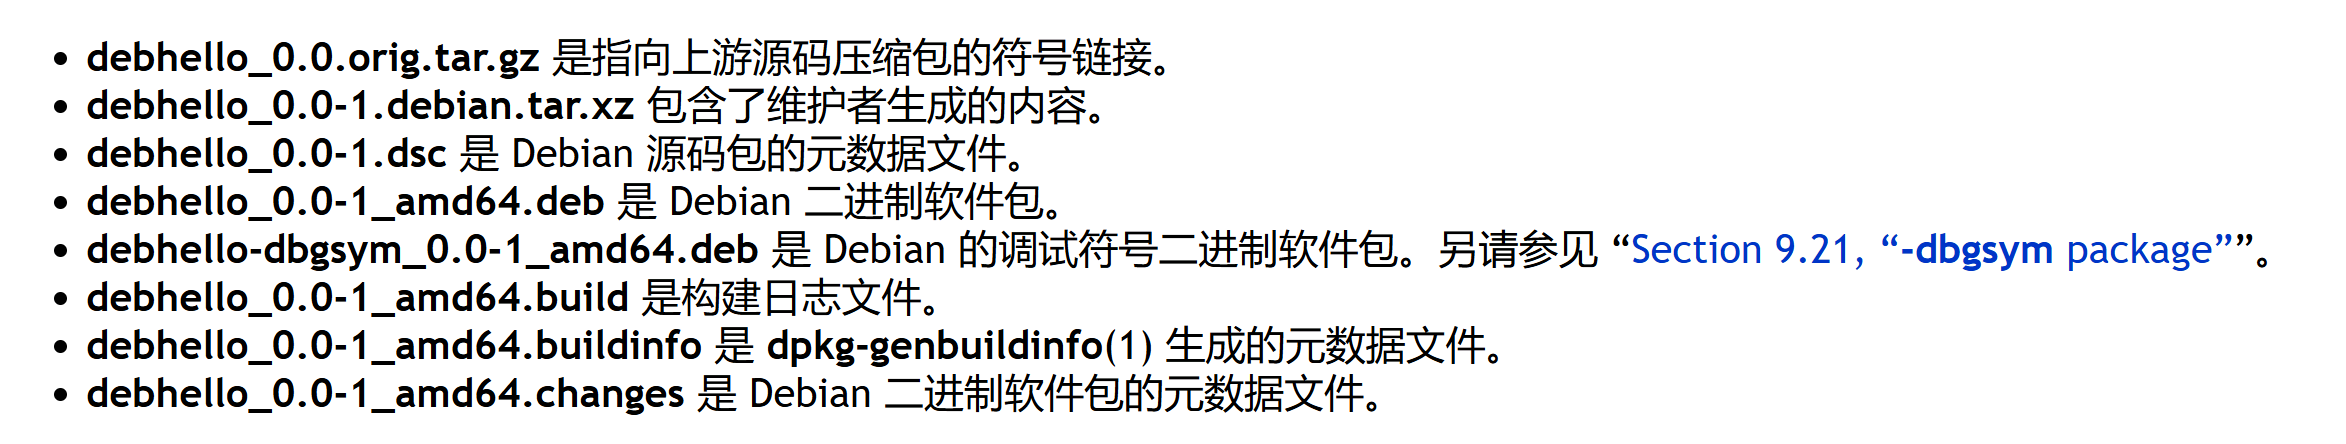 • debhello_0.0.orig.tar.gz 是指向上游源码压缩包的符号链接。
• debhello_0.0-1.debian.tar.xz 包含了维护者生成的内容。
• debhello_0.0-1.dsc 是 Debian 源码包的元数据文件。
• debhello_0.0-1_amd64.deb 是 Debian 二进制软件包。
• debhello-dbgsym_0.0-1_amd64.deb 是 Debian 的调试符号二进制软件包。另请参见 “Section 9.21, “-dbgsym package””。
• debhello_0.0-1_amd64.build 是构建日志文件。
• debhello_0.0-1_amd64.buildinfo 是 dpkg-genbuildinfo(1) 生成的元数据文件。
• debhello_0.0-1_amd64.changes 是 Debian 二进制软件包的元数据文件。